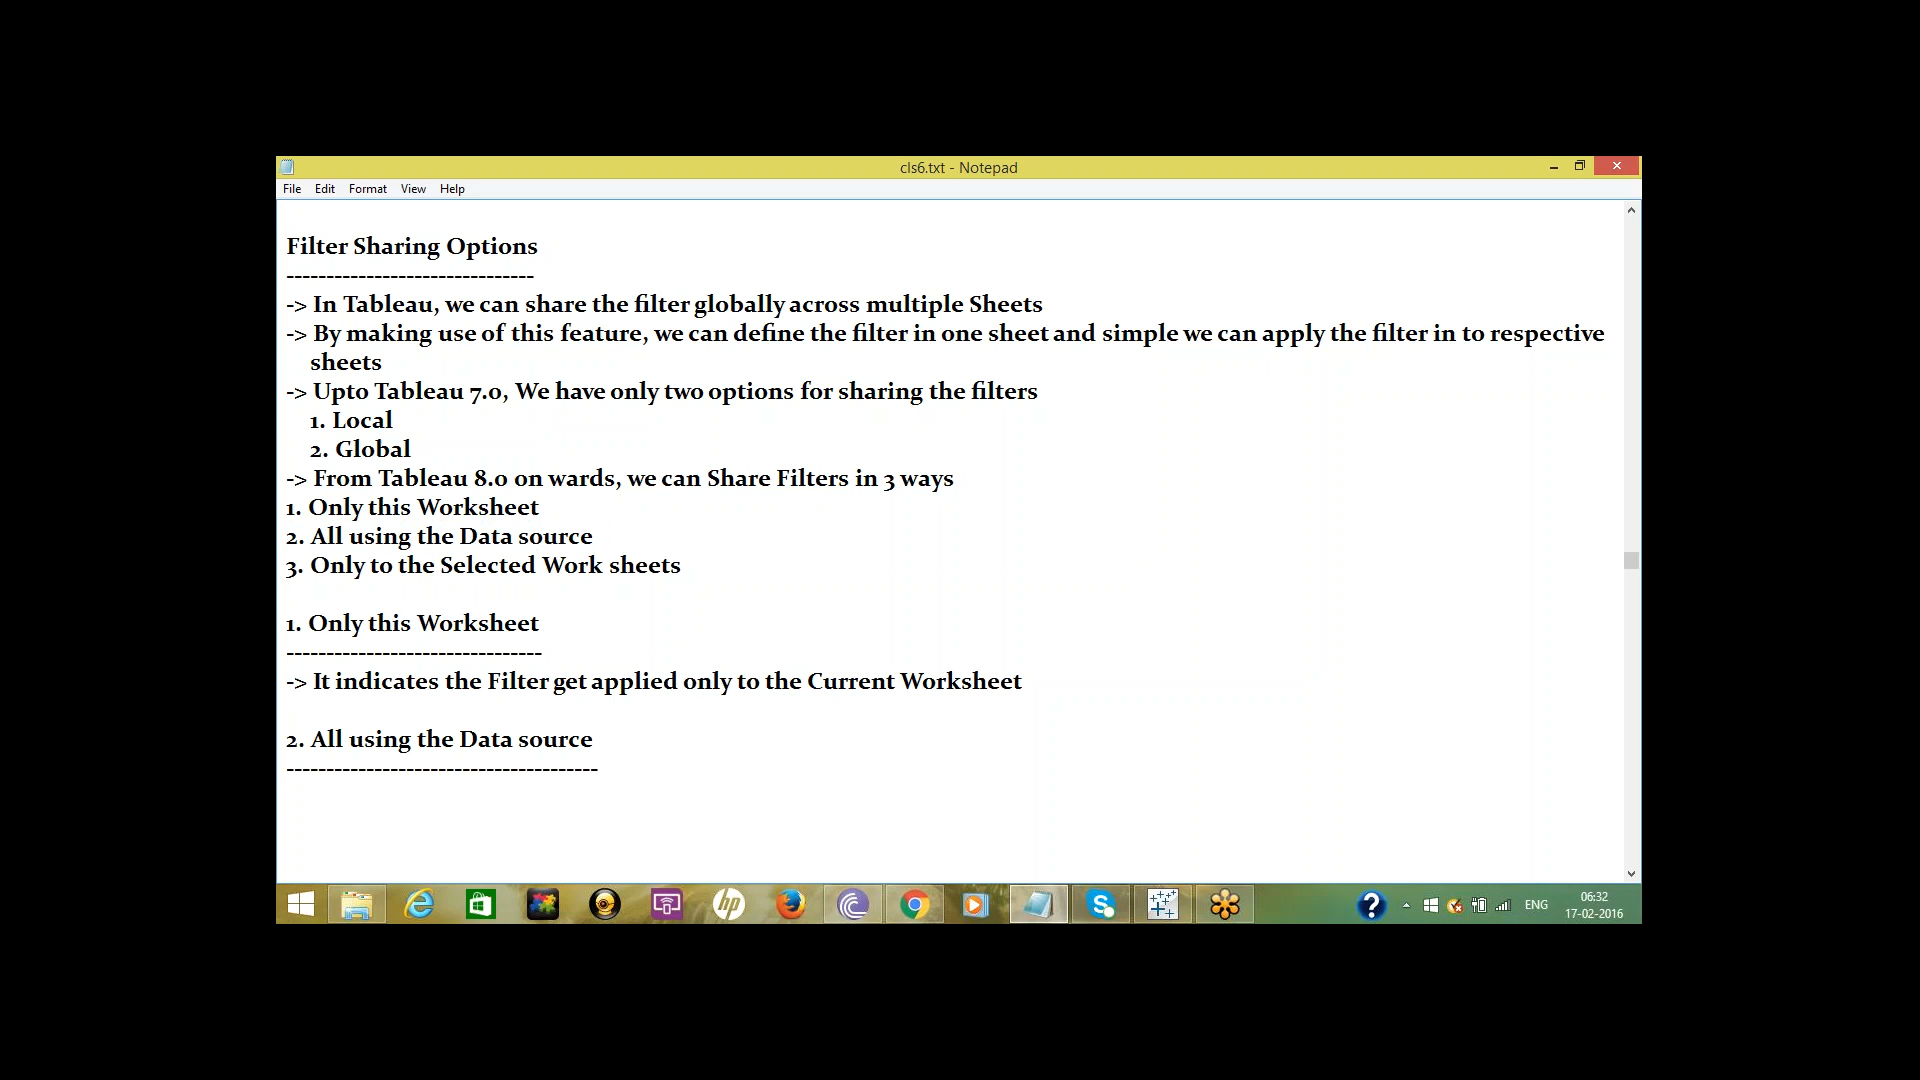 cls6.txt - Notepad
File Edit Format View Help
Filter Sharing Options
-------------------------------
-> In Tableau, we can share the filter globally across multiple Sheets
-> By making use of this feature, we can define the filter in one sheet and simple we can apply the filter in to respective
sheets
-> Upto Tableau 7.0, We have only two options for sharing the filters
1. Local
2. Global
-> From Tableau 8.0 on wards, we can Share Filters in 3 ways
1. Only this Worksheet
2. All using the Data source
3. Only to the Selected Work sheets
1. Only this Worksheet
--------------------------------
-> It indicates the Filter get applied only to the Current Worksheet
2. All using the Data source
---------------------------------------
hp
S
?
ENG
06:32
17-02-2016